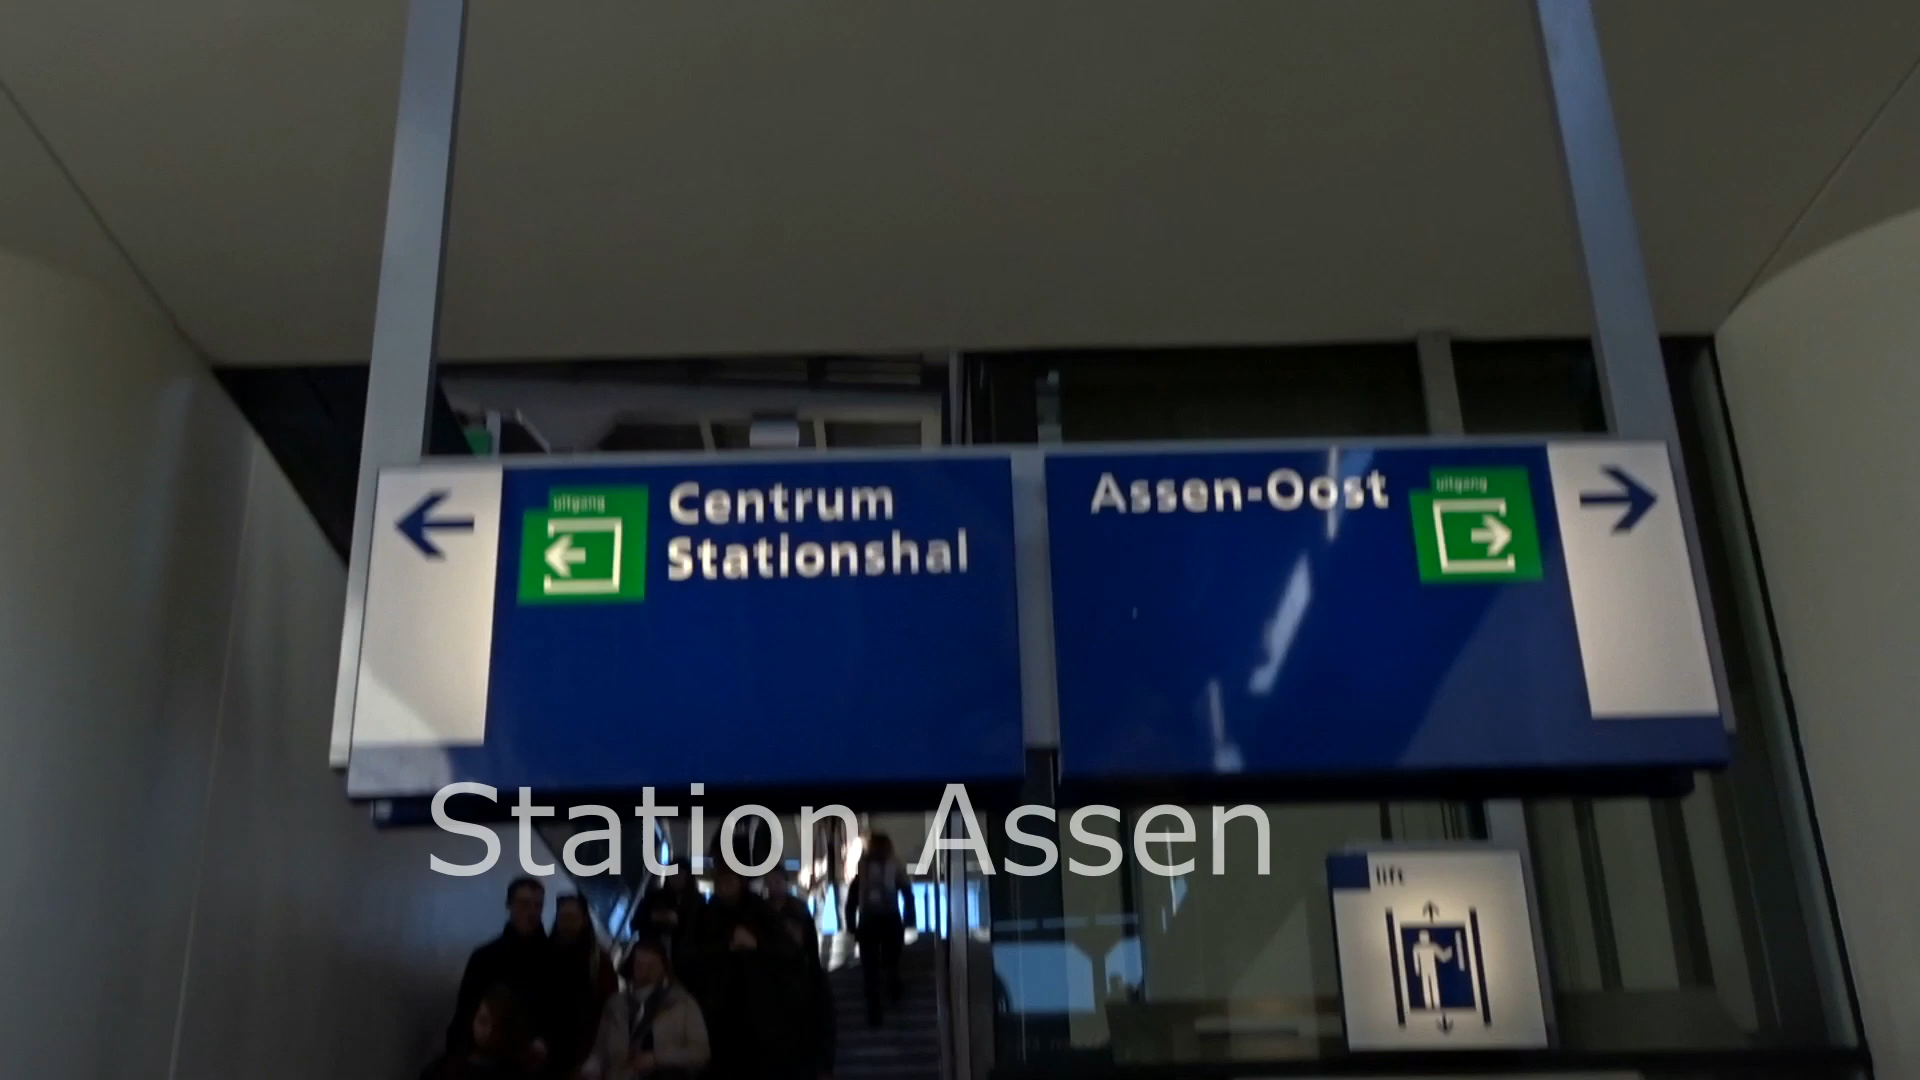 uitgang
Centrum
Stationshal
Assen-Oost
uitgang
Station Assen
lift